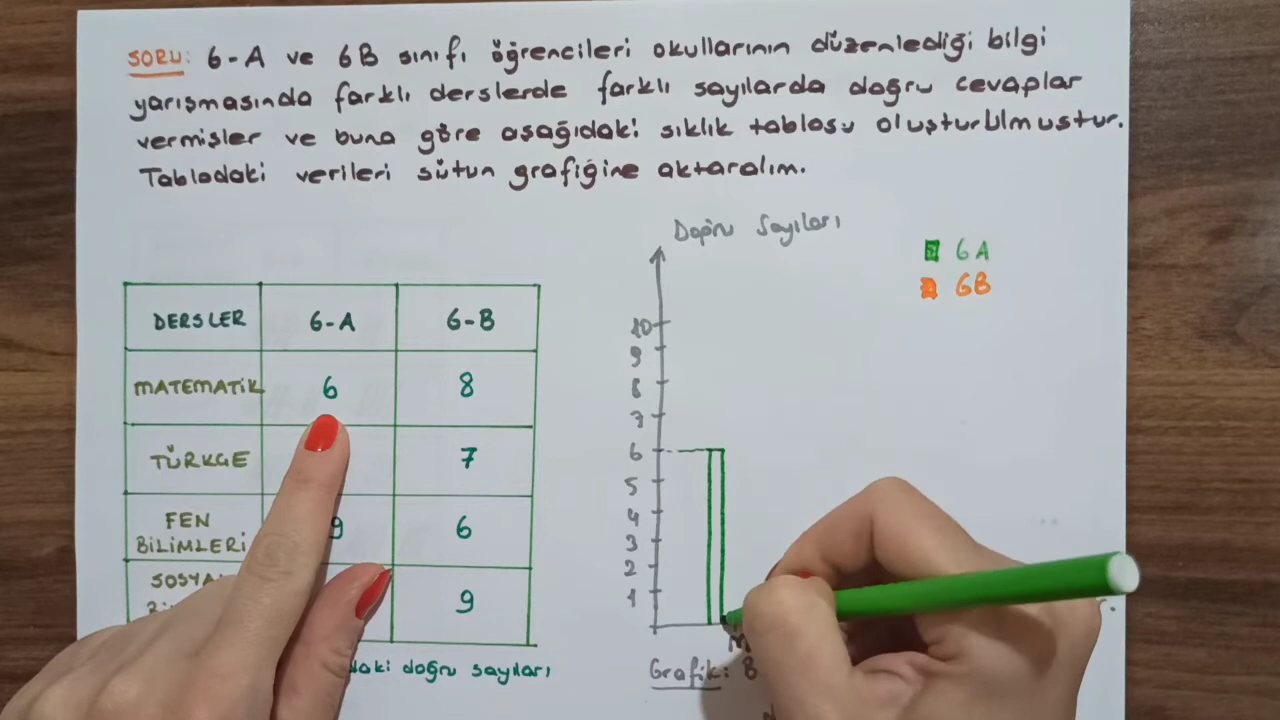 SORU: 6-A ve 6B sınıfı öğrencileri okullarının düzenlediği bilgi
yarışmasında farklı derslerde farklı sayılarda doğru cevaplar
vermişler ve buna göre aşağıdaki sıklık tablosu oluşturulmuştur.
Tablodaki verileri sütun grafiğine aktaralım.
DERSLER 6-A 6-B
MATEMATİK 6 8
TÜRKÇE 7
FEN
BİLİMLERİ 9 6
9
daki doğru sayıları
Doğru Sayıları
6A
6B
10
9
8
7
6
5
4
3
2
1
Grafik: B